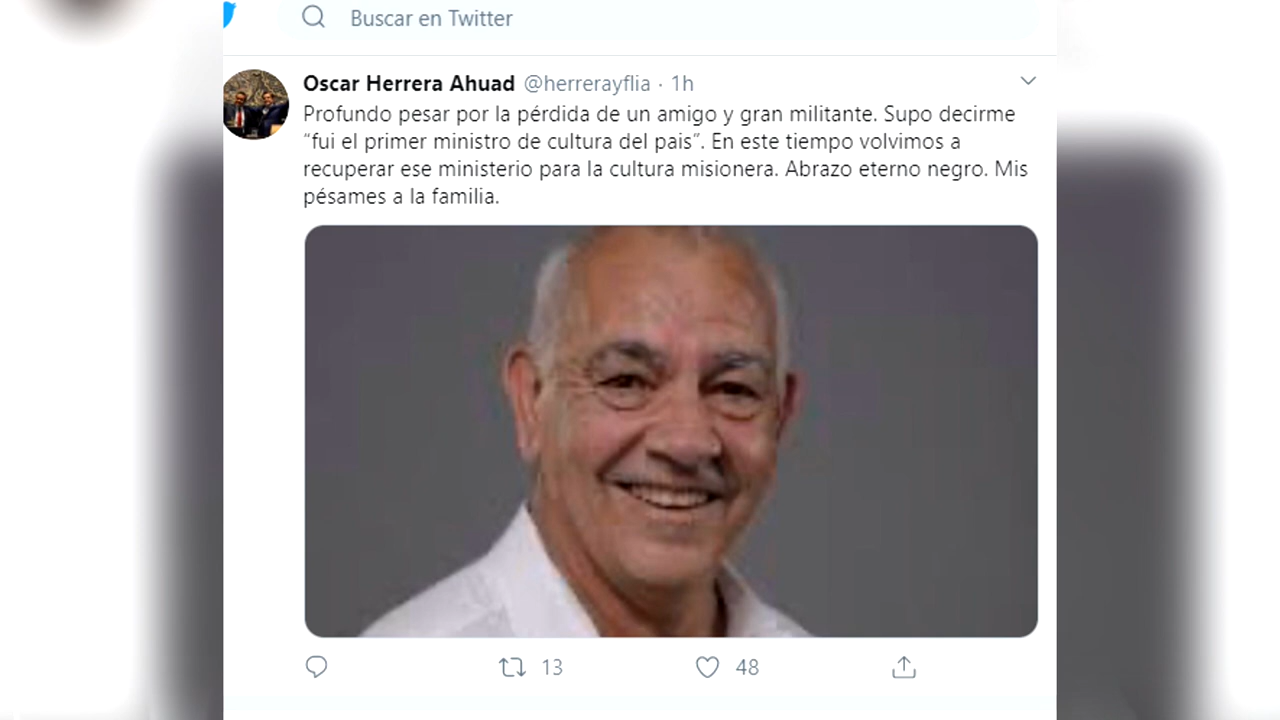 Buscar en Twitter
Oscar Herrera Ahuad @herrerayflia · 1h
Profundo pesar por la pérdida de un amigo y gran militante. Supo decirme
“fui el primer ministro de cultura del pais”. En este tiempo volvimos a
recuperar ese ministerio para la cultura misionera. Abrazo eterno negro. Mis
pésames a la familia.
13 48